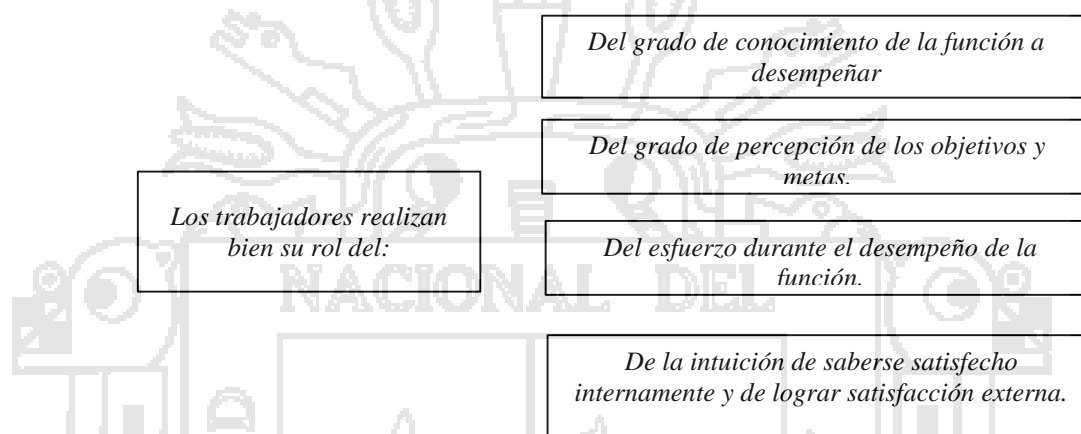 Del grado de conocimiento de la función a
desempeñar
Del grado de percepción de los objetivos y
metas.
Los trabajadores realizan
bien su rol del:
Del esfuerzo durante el desempeño de la
función.
NACIONAL DEL
De la intuición de saberse satisfecho
internamente y de lograr satisfacción externa.